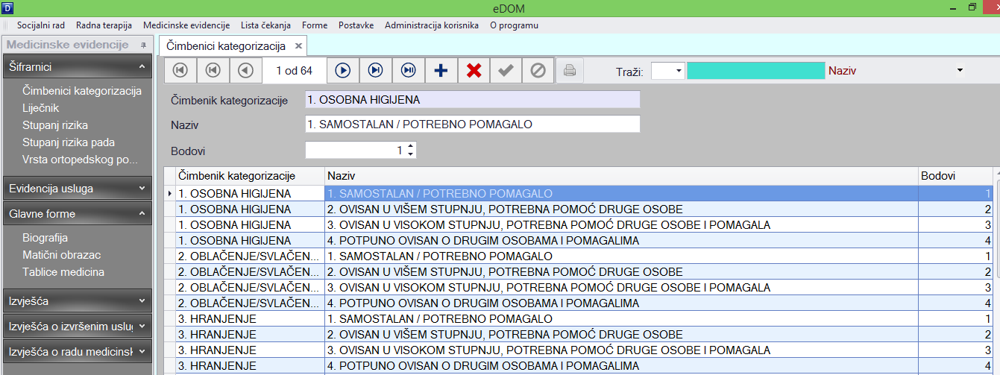 D
eDOM
Socijalni rad Radna terapija Medicinske evidencije Lista čekanja Forme Postavke Administracija korisnika O programu
Medicinske evidencije
Šifrarnici
Čimbenici kategorizacija
Liječnik
Stupanj rizika
Stupanj rizika pada
Vrsta ortopedskog po...
Evidencija usluga
Glavne forme
Biografija
Matični obrazac
Tablice medicina
Izvješća
Izvješća o izvršenim uslug
Izvješća o radu medicinsk
Čimbenici kategorizacija
1 od 64
Traži:
Naziv
Čimbenik kategorizacije 1. OSOBNA HIGIJENA
Naziv 1. SAMOSTALAN / POTREBNO POMAGALO
Bodovi 1
Čimbenik kategorizacije Naziv Bodovi
1. OSOBNA HIGIJENA 1. SAMOSTALAN / POTREBNO POMAGALO 1
1. OSOBNA HIGIJENA 2. OVISAN U VIŠEM STUPNJU, POTREBNA POMOĆ DRUGE OSOBE 2
1. OSOBNA HIGIJENA 3. OVISAN U VISOKOM STUPNJU, POTREBNA POMOĆ DRUGE OSOBE I POMAGALA 3
1. OSOBNA HIGIJENA 4. POTPUNO OVISAN O DRUGIM OSOBAMA I POMAGALIMA 4
2. OBLAČENJE/SVLAČEN... 1. SAMOSTALAN / POTREBNO POMAGALO 1
2. OBLAČENJE/SVLAČEN... 2. OVISAN U VIŠEM STUPNJU, POTREBNA POMOĆ DRUGE OSOBE 2
2. OBLAČENJE/SVLAČEN... 3. OVISAN U VISOKOM STUPNJU, POTREBNA POMOĆ DRUGE OSOBE I POMAGALA 3
2. OBLAČENJE/SVLAČEN... 4. POTPUNO OVISAN O DRUGIM OSOBAMA I POMAGALIMA 4
3. HRANJENJE 1. SAMOSTALAN / POTREBNO POMAGALO 1
3. HRANJENJE 2. OVISAN U VIŠEM STUPNJU, POTREBNA POMOĆ DRUGE OSOBE 2
3. HRANJENJE 3. OVISAN U VISOKOM STUPNJU, POTREBNA POMOĆ DRUGE OSOBE I POMAGALA 3
3. HRANJENJE 4. POTPUNO OVISAN O DRUGIM OSOBAMA I POMAGALIMA 4